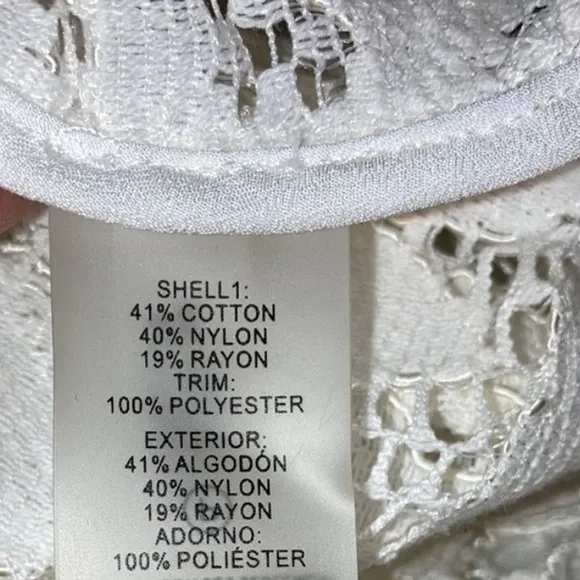 SHELL1:
41% COTTON
40% NYLON
19% RAYON
TRIM:
100% POLYESTER
EXTERIOR:
41% ALGODÓN
40% NYLON
19% RAYON
ADORNO:
100% POLIÉSTER